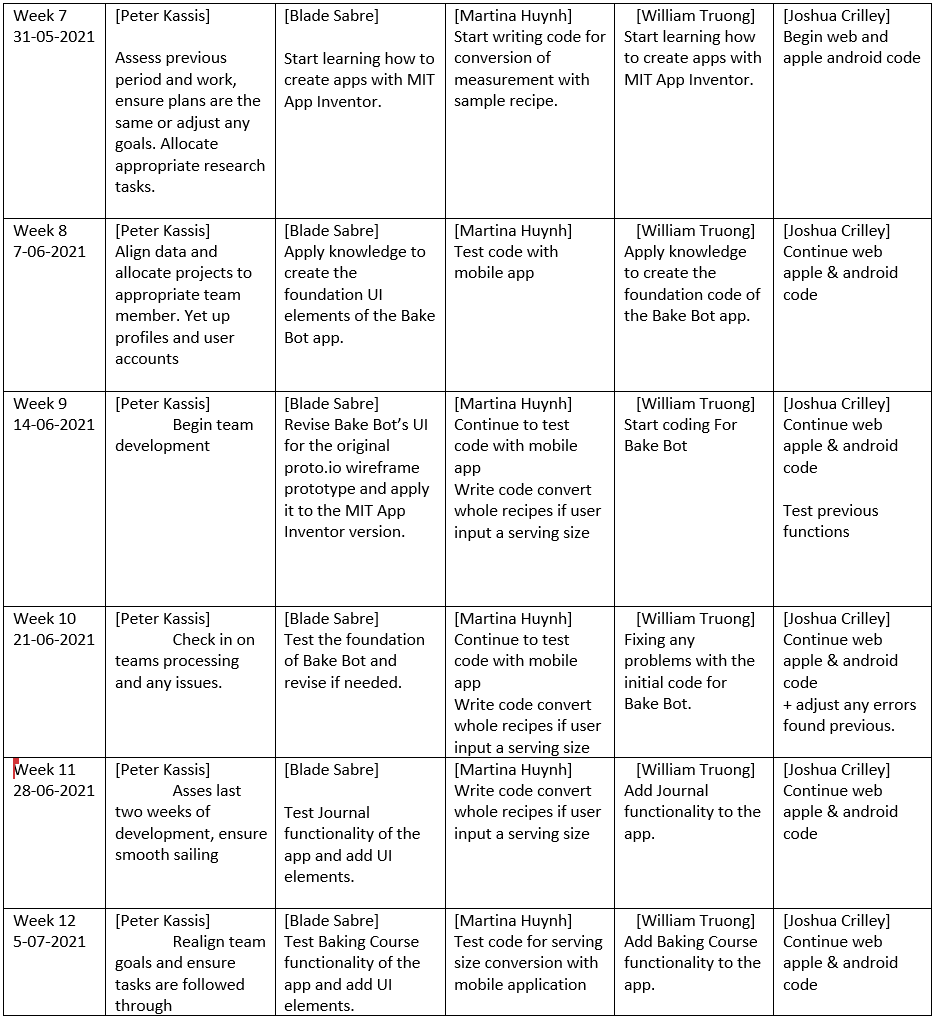 Week 7
31-05-2021
[Peter Kassis]
Assess previous
period and work,
ensure plans are the
same or adjust any
goals. Allocate
appropriate research
tasks.
[Blade Sabre]
Start learning how to
create apps with MIT
App Inventor.
[Martina Huynh]
Start writing code for
conversion of
measurement with
sample recipe.
[William Truong]
Start learning how
to create apps with
MIT App Inventor.
[Joshua Crilley]
Begin web and
apple android code
Week 8
7-06-2021
[Peter Kassis]
Align data and
allocate projects to
appropriate team
member. Yet up
profiles and user
accounts
[Blade Sabre]
Apply knowledge to
create the
foundation UI
elements of the Bake
Bot app.
[Martina Huynh]
Test code with
mobile app
[William Truong]
Apply knowledge
to create the
foundation code of
the Bake Bot app.
[Joshua Crilley]
Continue web
apple & android
code
Week 9
14-06-2021
[Peter Kassis]
Begin team
development
[Blade Sabre]
Revise Bake Bot’s UI
for the original
proto.io wireframe
prototype and apply
it to the MIT App
Inventor version.
[Martina Huynh]
Continue to test
code with mobile
app
Write code convert
whole recipes if user
input a serving size
[William Truong]
Start coding For
Bake Bot
[Joshua Crilley]
Continue web
apple & android
code
Test previous
functions
Week 10
21-06-2021
[Peter Kassis]
Check in on
teams processing
and any issues.
[Blade Sabre]
Test the foundation
of Bake Bot and
revise if needed.
[Martina Huynh]
Continue to test
code with mobile
app
Write code convert
whole recipes if user
input a serving size
[William Truong]
Fixing any
problems with the
initial code for
Bake Bot.
[Joshua Crilley]
Continue web
apple & android
code
+ adjust any errors
found previous.
Week 11
28-06-2021
[Peter Kassis]
Asses last
two weeks of
development, ensure
smooth sailing
[Blade Sabre]
Test Journal
functionality of the
app and add UI
elements.
[Martina Huynh]
Write code convert
whole recipes if user
input a serving size
[William Truong]
Add Journal
functionality to the
app.
[Joshua Crilley]
Continue web
apple & android
code
Week 12
5-07-2021
[Peter Kassis]
Realign team
goals and ensure
tasks are followed
through
[Blade Sabre]
Test Baking Course
functionality of the
app and add UI
elements.
[Martina Huynh]
Test code for serving
size conversion with
mobile application
[William Truong]
Add Baking Course
functionality to the
app.
[Joshua Crilley]
Continue web
apple & android
code